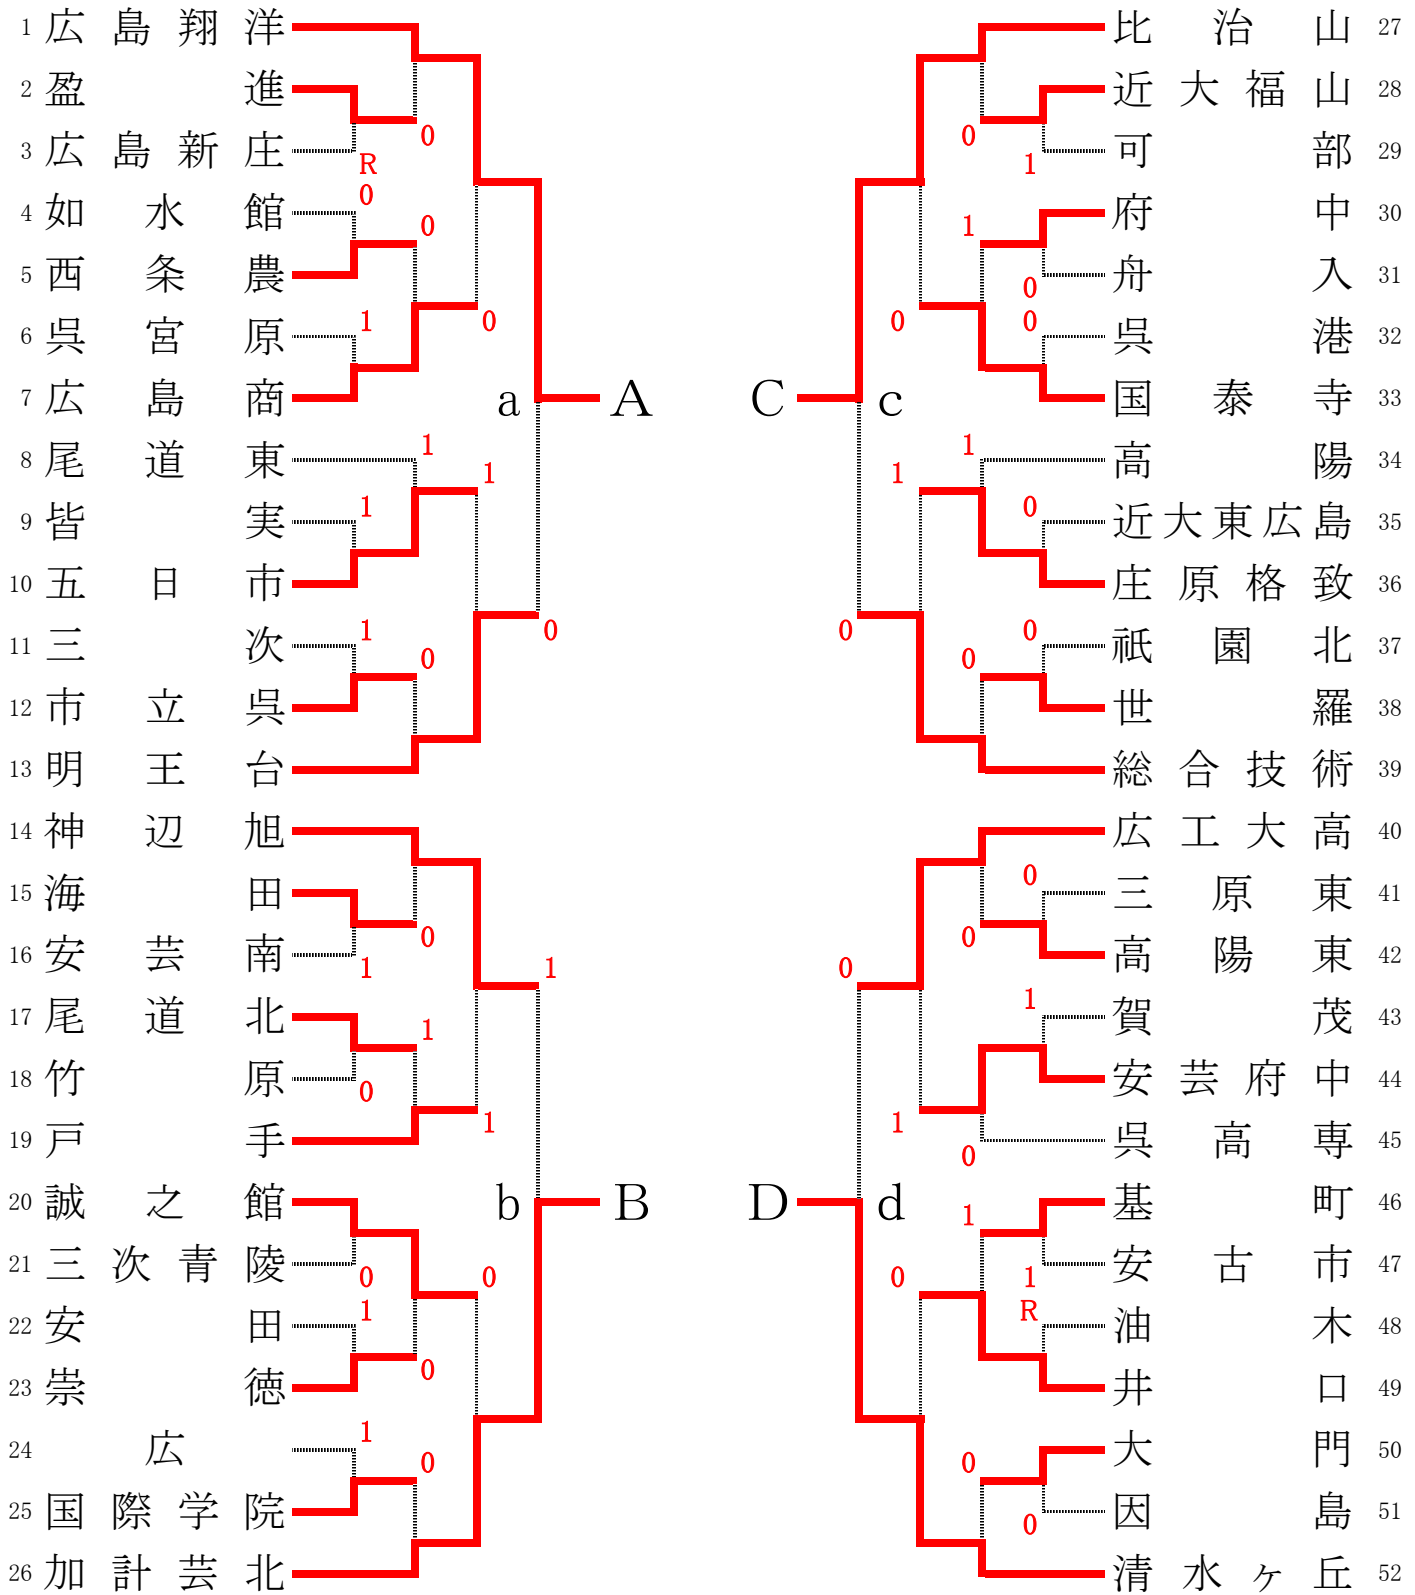 1 広島翔洋
2 盈進
0
3 広島新庄
R
0
4 如水館
0
5 西条農
6 呉宮原
1
0
7 広島商
a A
8 尾道東
1
1
9 皆実
1
10 五日市
11 三次
1
0
0
12 市立呉
13 明王台
14 神辺旭
15 海田
0
16 安芸南
1
1
17 尾道北
1
18 竹原
0
19 戸手
1
20 誠之館
b B
21 三次青陵
0
0
22 安田
1
23 崇徳
0
24 広
1
0
25 国際学院
26 加計芸北
比治山 27
近大福山 28
0
可部 29
1
府中 30
1
舟入 31
0
0
0
呉港 32
国泰寺 33
C c
高陽 34
1
1
近大東広島 35
0
庄原格致 36
祇園北 37
0
0
0
世羅 38
総合技術 39
広工大高 40
三原東 41
0
高陽東 42
0
0
賀茂 43
1
安芸府中 44
呉高専 45
1
0
基町 46
D d
1
安古市 47
1
0
油木 48
R
井口 49
大門 50
0
因島 51
0
清水ヶ丘 52